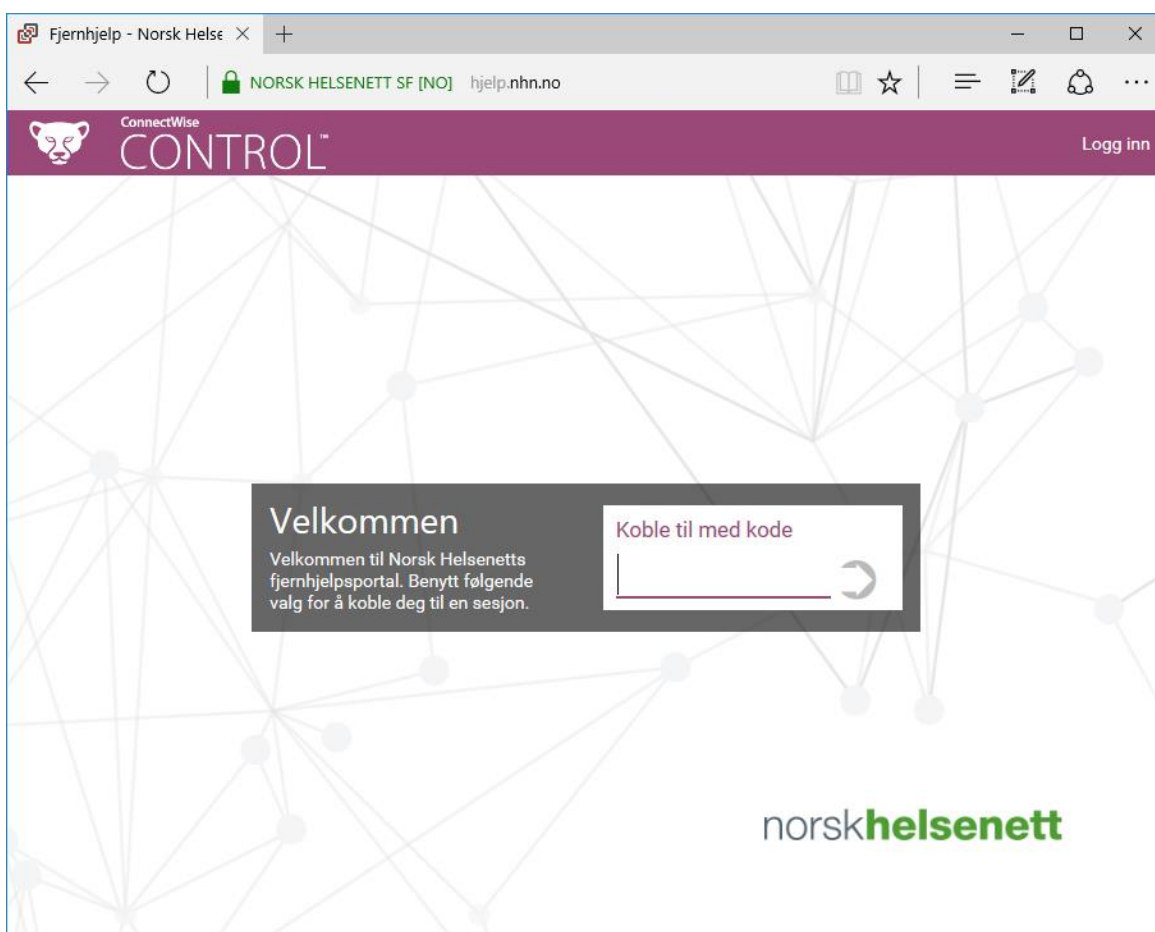 Fjernhjelp - Norsk Helse
NORSK HELSENETT SF [NO] hjelp.nhn.no
ConnectWise
CONTROL™
Logg inn
Velkommen
Velkommen til Norsk Helsenetts
fjernhjelpsportal. Benytt følgende
valg for å koble deg til en sesjon.
Koble til med kode
norskhelsenett